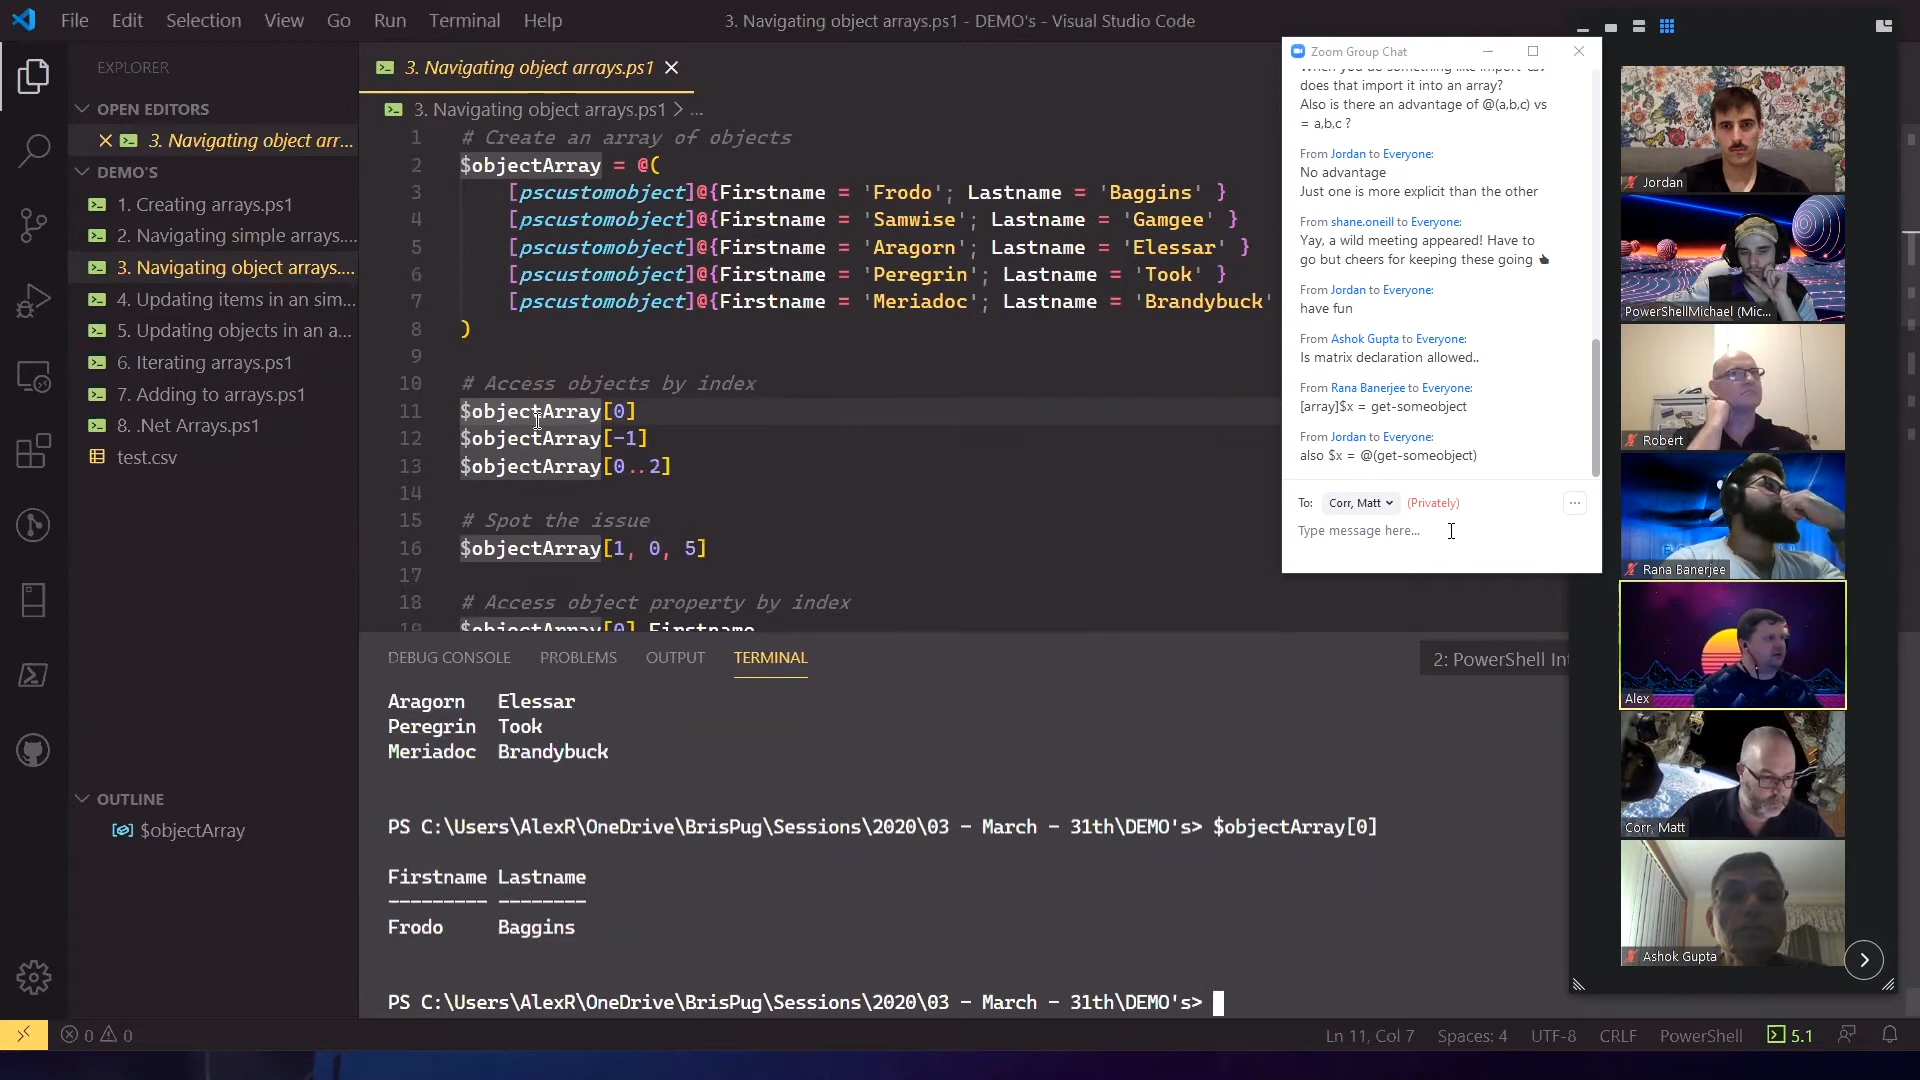 File Edit Selection View Go Run Terminal Help
3. Navigating object arrays.ps1 - DEMO's - Visual Studio Code
EXPLORER
OPEN EDITORS
3. Navigating object arr...
DEMO'S
1. Creating arrays.ps1
2. Navigating simple arrays....
3. Navigating object arrays....
4. Updating items in an sim...
5. Updating objects in an a...
6. Iterating arrays.ps1
7. Adding to arrays.ps1
8. .Net Arrays.ps1
test.csv
OUTLINE
$objectArray
3. Navigating object arrays.ps1
3. Navigating object arrays.ps1 > ...
1 # Create an array of objects
2 $objectArray = @(
3 [pscustomobject]@{Firstname = 'Frodo'; Lastname = 'Baggins' }
4 [pscustomobject]@{Firstname = 'Samwise'; Lastname = 'Gamgee' }
5 [pscustomobject]@{Firstname = 'Aragorn'; Lastname = 'Elessar' }
6 [pscustomobject]@{Firstname = 'Peregrin'; Lastname = 'Took' }
7 [pscustomobject]@{Firstname = 'Meriadoc'; Lastname = 'Brandybuck'
8 )
9
10 # Access objects by index
11 $objectArray[0]
12 $objectArray[-1]
13 $objectArray[0..2]
14
15 # Spot the issue
16 $objectArray[1, 0, 5]
17
18 # Access object property by index
19 $objectArray[0].Firstname
DEBUG CONSOLE PROBLEMS OUTPUT TERMINAL
2: PowerShell Int
Aragorn Elessar
Peregrin Took
Meriadoc Brandybuck
PS C:\Users\AlexR\OneDrive\BrisPug\Sessions\2020\03 - March - 31th\DEMO's> $objectArray[0]
Firstname Lastname
--------- --------
Frodo Baggins
PS C:\Users\AlexR\OneDrive\BrisPug\Sessions\2020\03 - March - 31th\DEMO's>
0 0
Ln 11, Col 7 Spaces: 4 UTF-8 CRLF PowerShell 5.1
Zoom Group Chat
When you do something like import-csv
does that import it into an array?
Also is there an advantage of @(a,b,c) vs
= a,b,c ?
From Jordan to Everyone:
No advantage
Just one is more explicit than the other
From shane.oneill to Everyone:
Yay, a wild meeting appeared! Have to
go but cheers for keeping these going
From Jordan to Everyone:
have fun
From Ashok Gupta to Everyone:
Is matrix declaration allowed..
From Rana Banerjee to Everyone:
[array]$x = get-someobject
From Jordan to Everyone:
also $x = @(get-someobject)
To: Corr, Matt (Privately)
...
Type message here...
Jordan
PowerShellMichael (Mic...
Robert
Rana Banerjee
Alex
Corr, Matt
Ashok Gupta